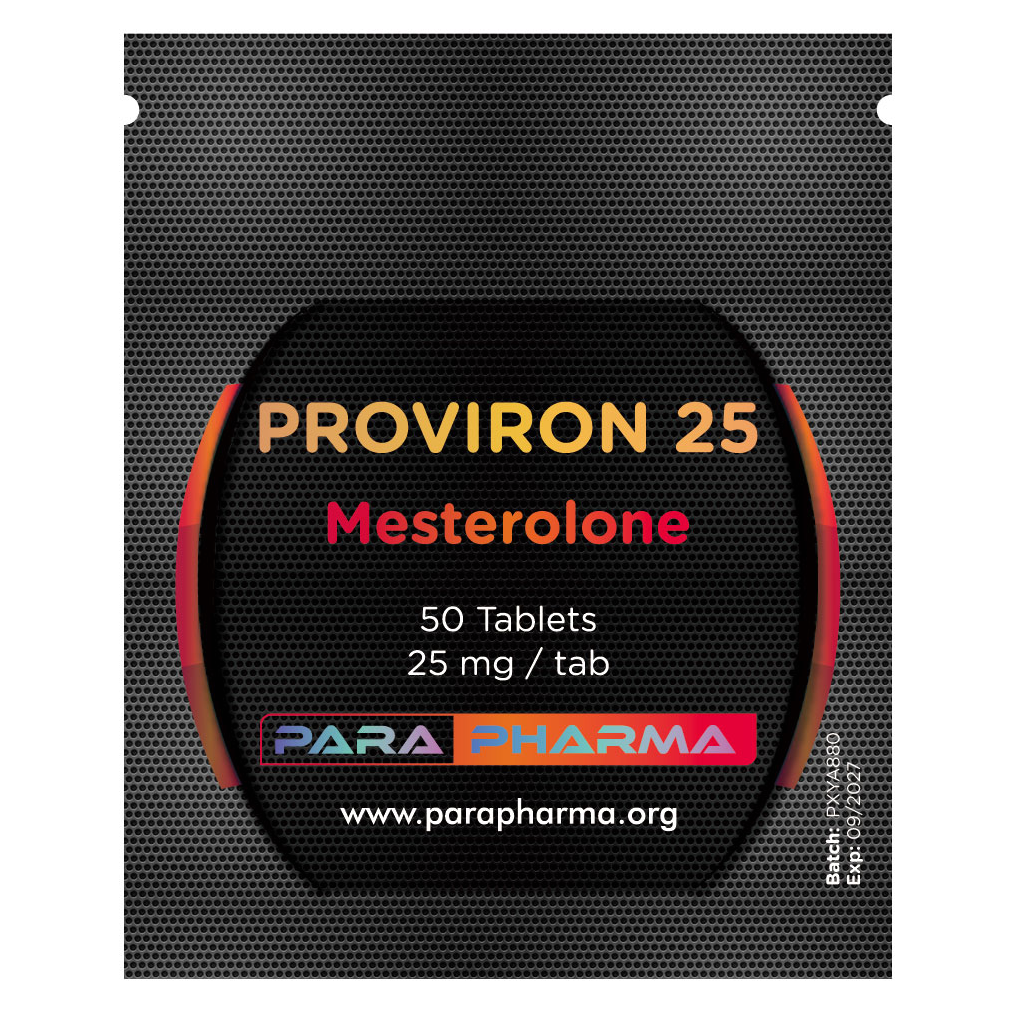 PROVIRON 25
Mesterolone
50 Tablets
25 mg / tab
PARA PHARMA
www.parapharma.org
Batch: PXYA880
Exp: 09/2027